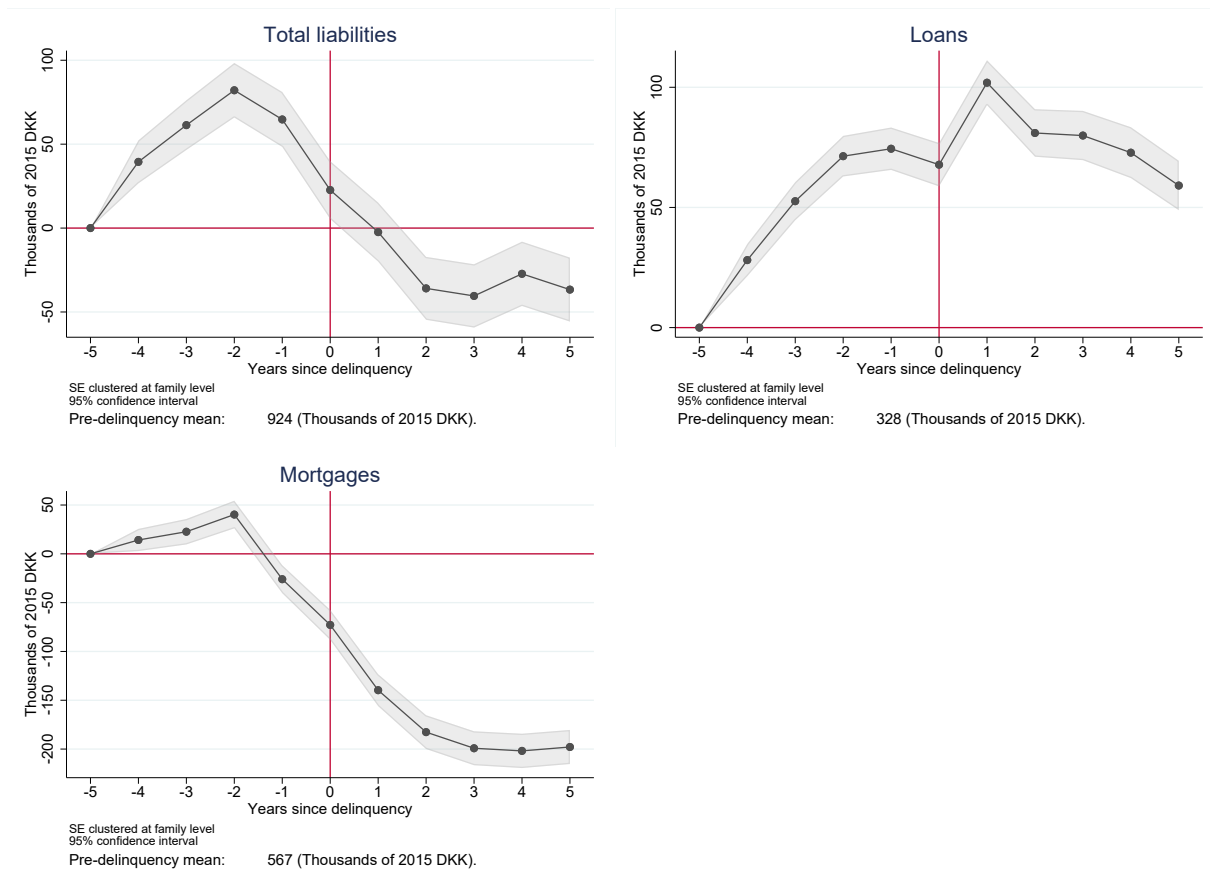 Total liabilities
Thousands of 2015 DKK
100
50
0
-50
-5 -4 -3 -2 -1 0 1 2 3 4 5
Years since delinquency
SE clustered at family level
95% confidence interval
Pre-delinquency mean: 924 (Thousands of 2015 DKK).
Loans
Thousands of 2015 DKK
100
50
0
-5 -4 -3 -2 -1 0 1 2 3 4 5
Years since delinquency
SE clustered at family level
95% confidence interval
Pre-delinquency mean: 328 (Thousands of 2015 DKK).
Mortgages
Thousands of 2015 DKK
50
0
-50
-100
-150
-200
-5 -4 -3 -2 -1 0 1 2 3 4 5
Years since delinquency
SE clustered at family level
95% confidence interval
Pre-delinquency mean: 567 (Thousands of 2015 DKK).